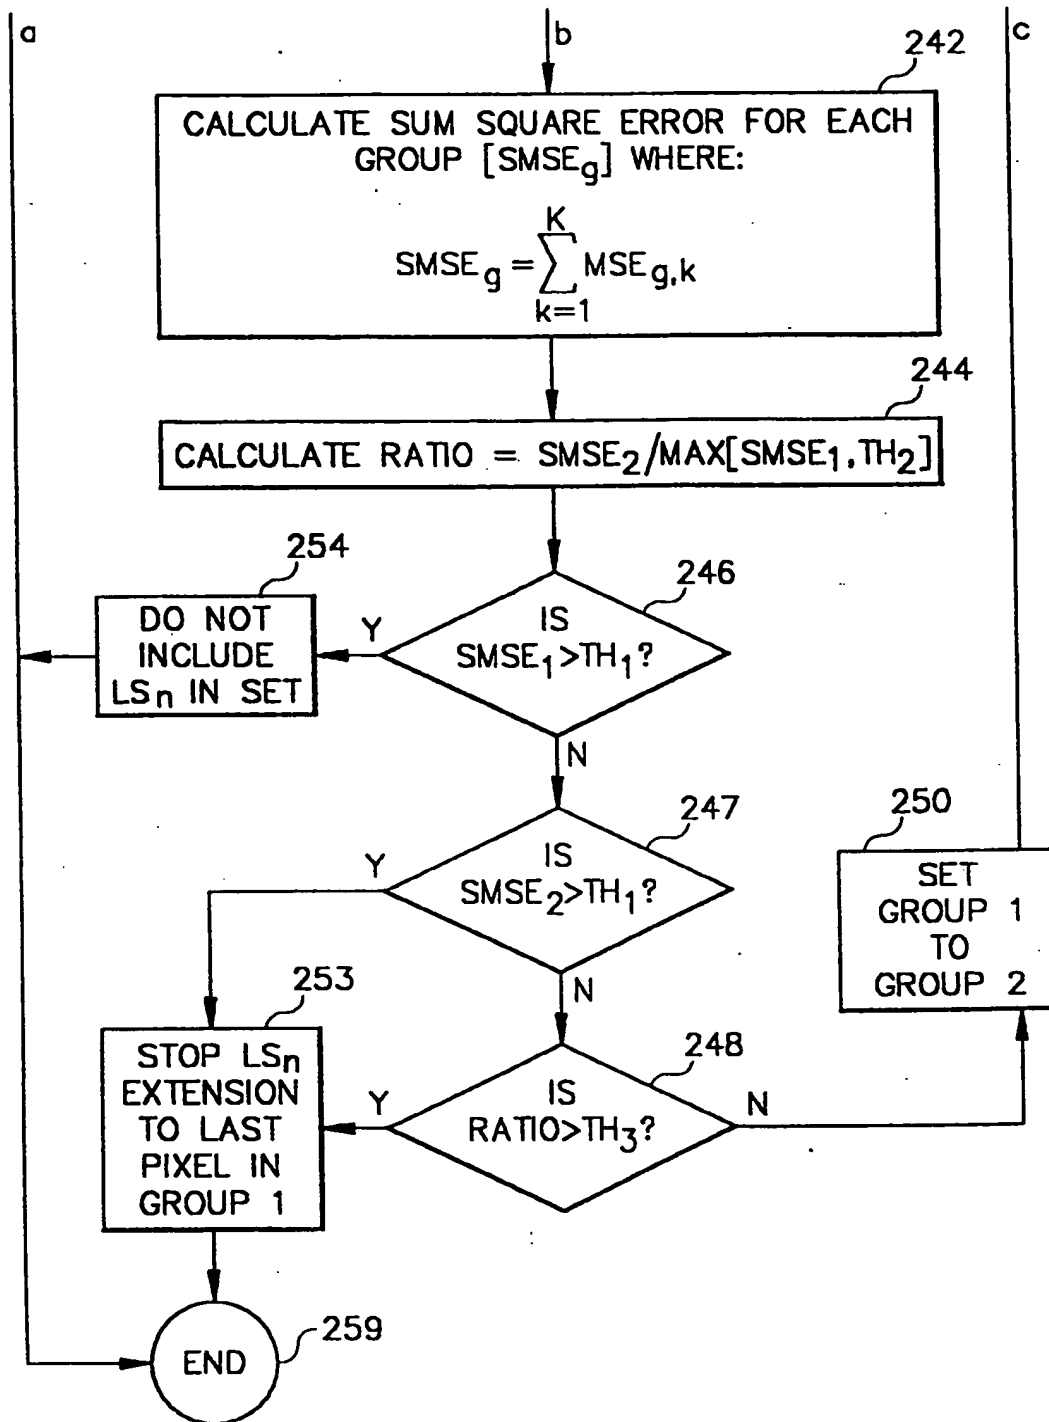 a
b
c
242
CALCULATE SUM SQUARE ERROR FOR EACH
GROUP [SMSEg] WHERE:
SMSEg = ∑ MSEg,k
K
k=1
244
CALCULATE RATIO = SMSE2/MAX[SMSE1,TH2]
254
DO NOT
INCLUDE
LSn IN SET
Y
246
IS
SMSE1>TH1?
N
247
IS
SMSE2>TH1?
Y
N
250
SET
GROUP 1
TO
GROUP 2
253
STOP LSn
EXTENSION
TO LAST
PIXEL IN
GROUP 1
Y
248
IS
RATIO>TH3?
N
END
259